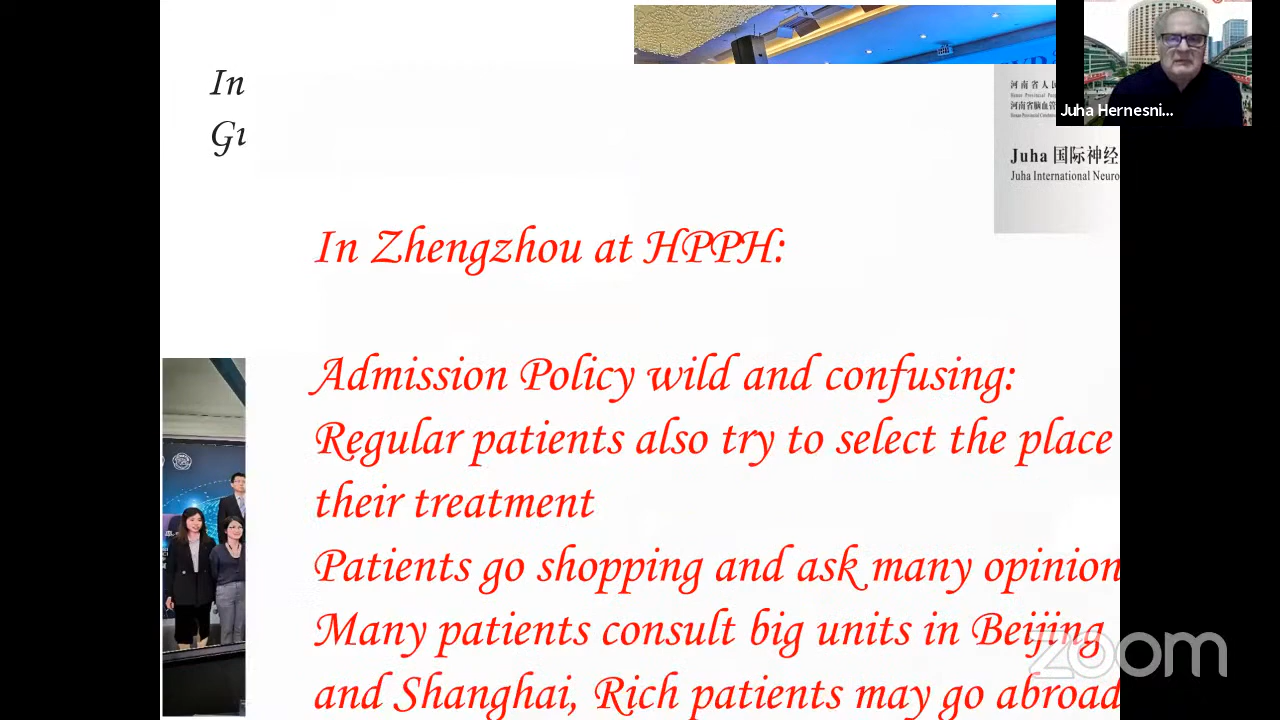 In
Gu
河南省人民
河南省脑血管
Juha Hernesni...
Juha 国际神经
Juha International Neuro
In Zhengzhou at HPPH:
Admission Policy wild and confusing:
Regular patients also try to select the place
their treatment
Patients go shopping and ask many opinion
Many patients consult big units in Beijing
and Shanghai, Rich patients may go abroad
zoom